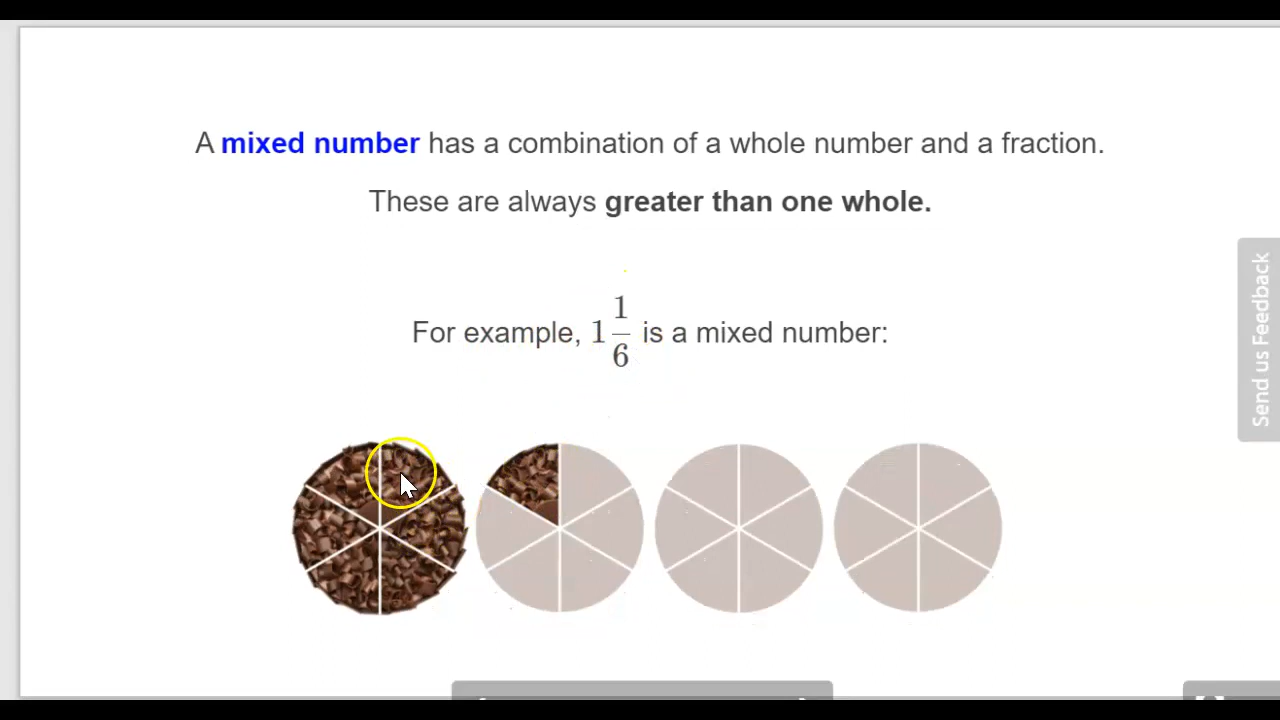 A mixed number has a combination of a whole number and a fraction.
These are always greater than one whole.
For example, 1 1/6 is a mixed number:
Send us Feedback